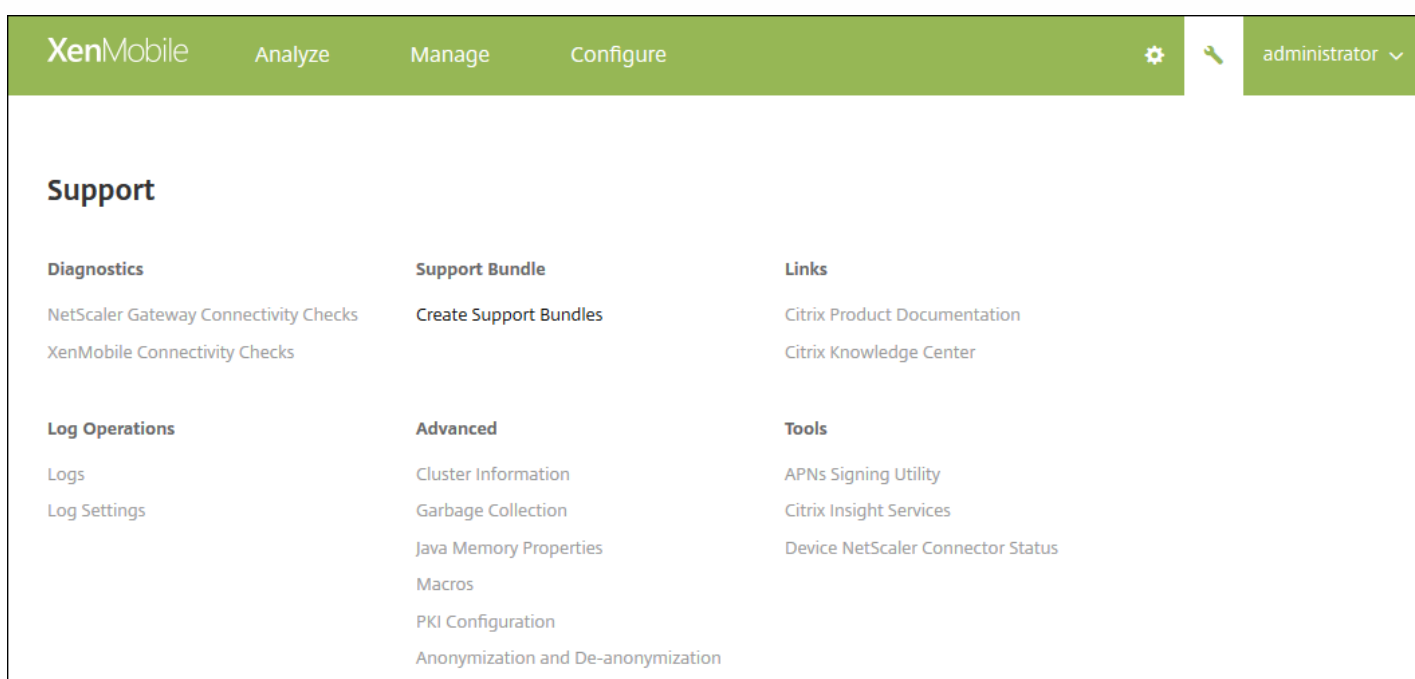 XenMobile Analyze Manage Configure administrator
Support
Diagnostics
NetScaler Gateway Connectivity Checks
XenMobile Connectivity Checks
Support Bundle
Create Support Bundles
Links
Citrix Product Documentation
Citrix Knowledge Center
Log Operations
Logs
Log Settings
Advanced
Cluster Information
Garbage Collection
Java Memory Properties
Macros
PKI Configuration
Anonymization and De-anonymization
Tools
APNs Signing Utility
Citrix Insight Services
Device NetScaler Connector Status